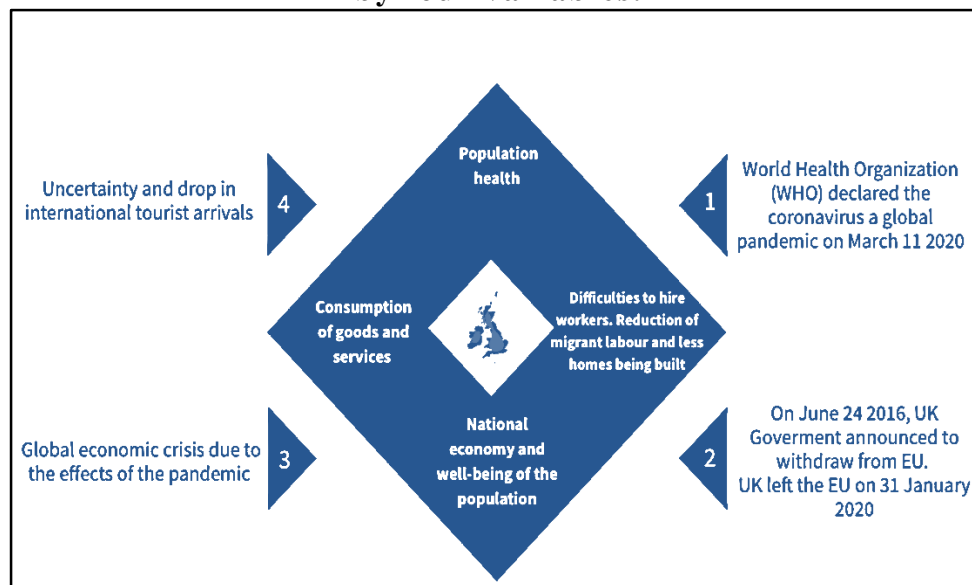 Population
health
Uncertainty and drop in
international tourist arrivals
4
1
World Health Organization
(WHO) declared the
coronavirus a global
pandemic on March 11 2020
Consumption
of goods and
services
Difficulties to hire
workers. Reduction of
migrant labour and less
homes being built
National
economy and
well-being of the
population
Global economic crisis due to
the effects of the pandemic
3
2
On June 24 2016, UK
Goverment announced to
withdraw from EU.
UK left the EU on 31 January
2020